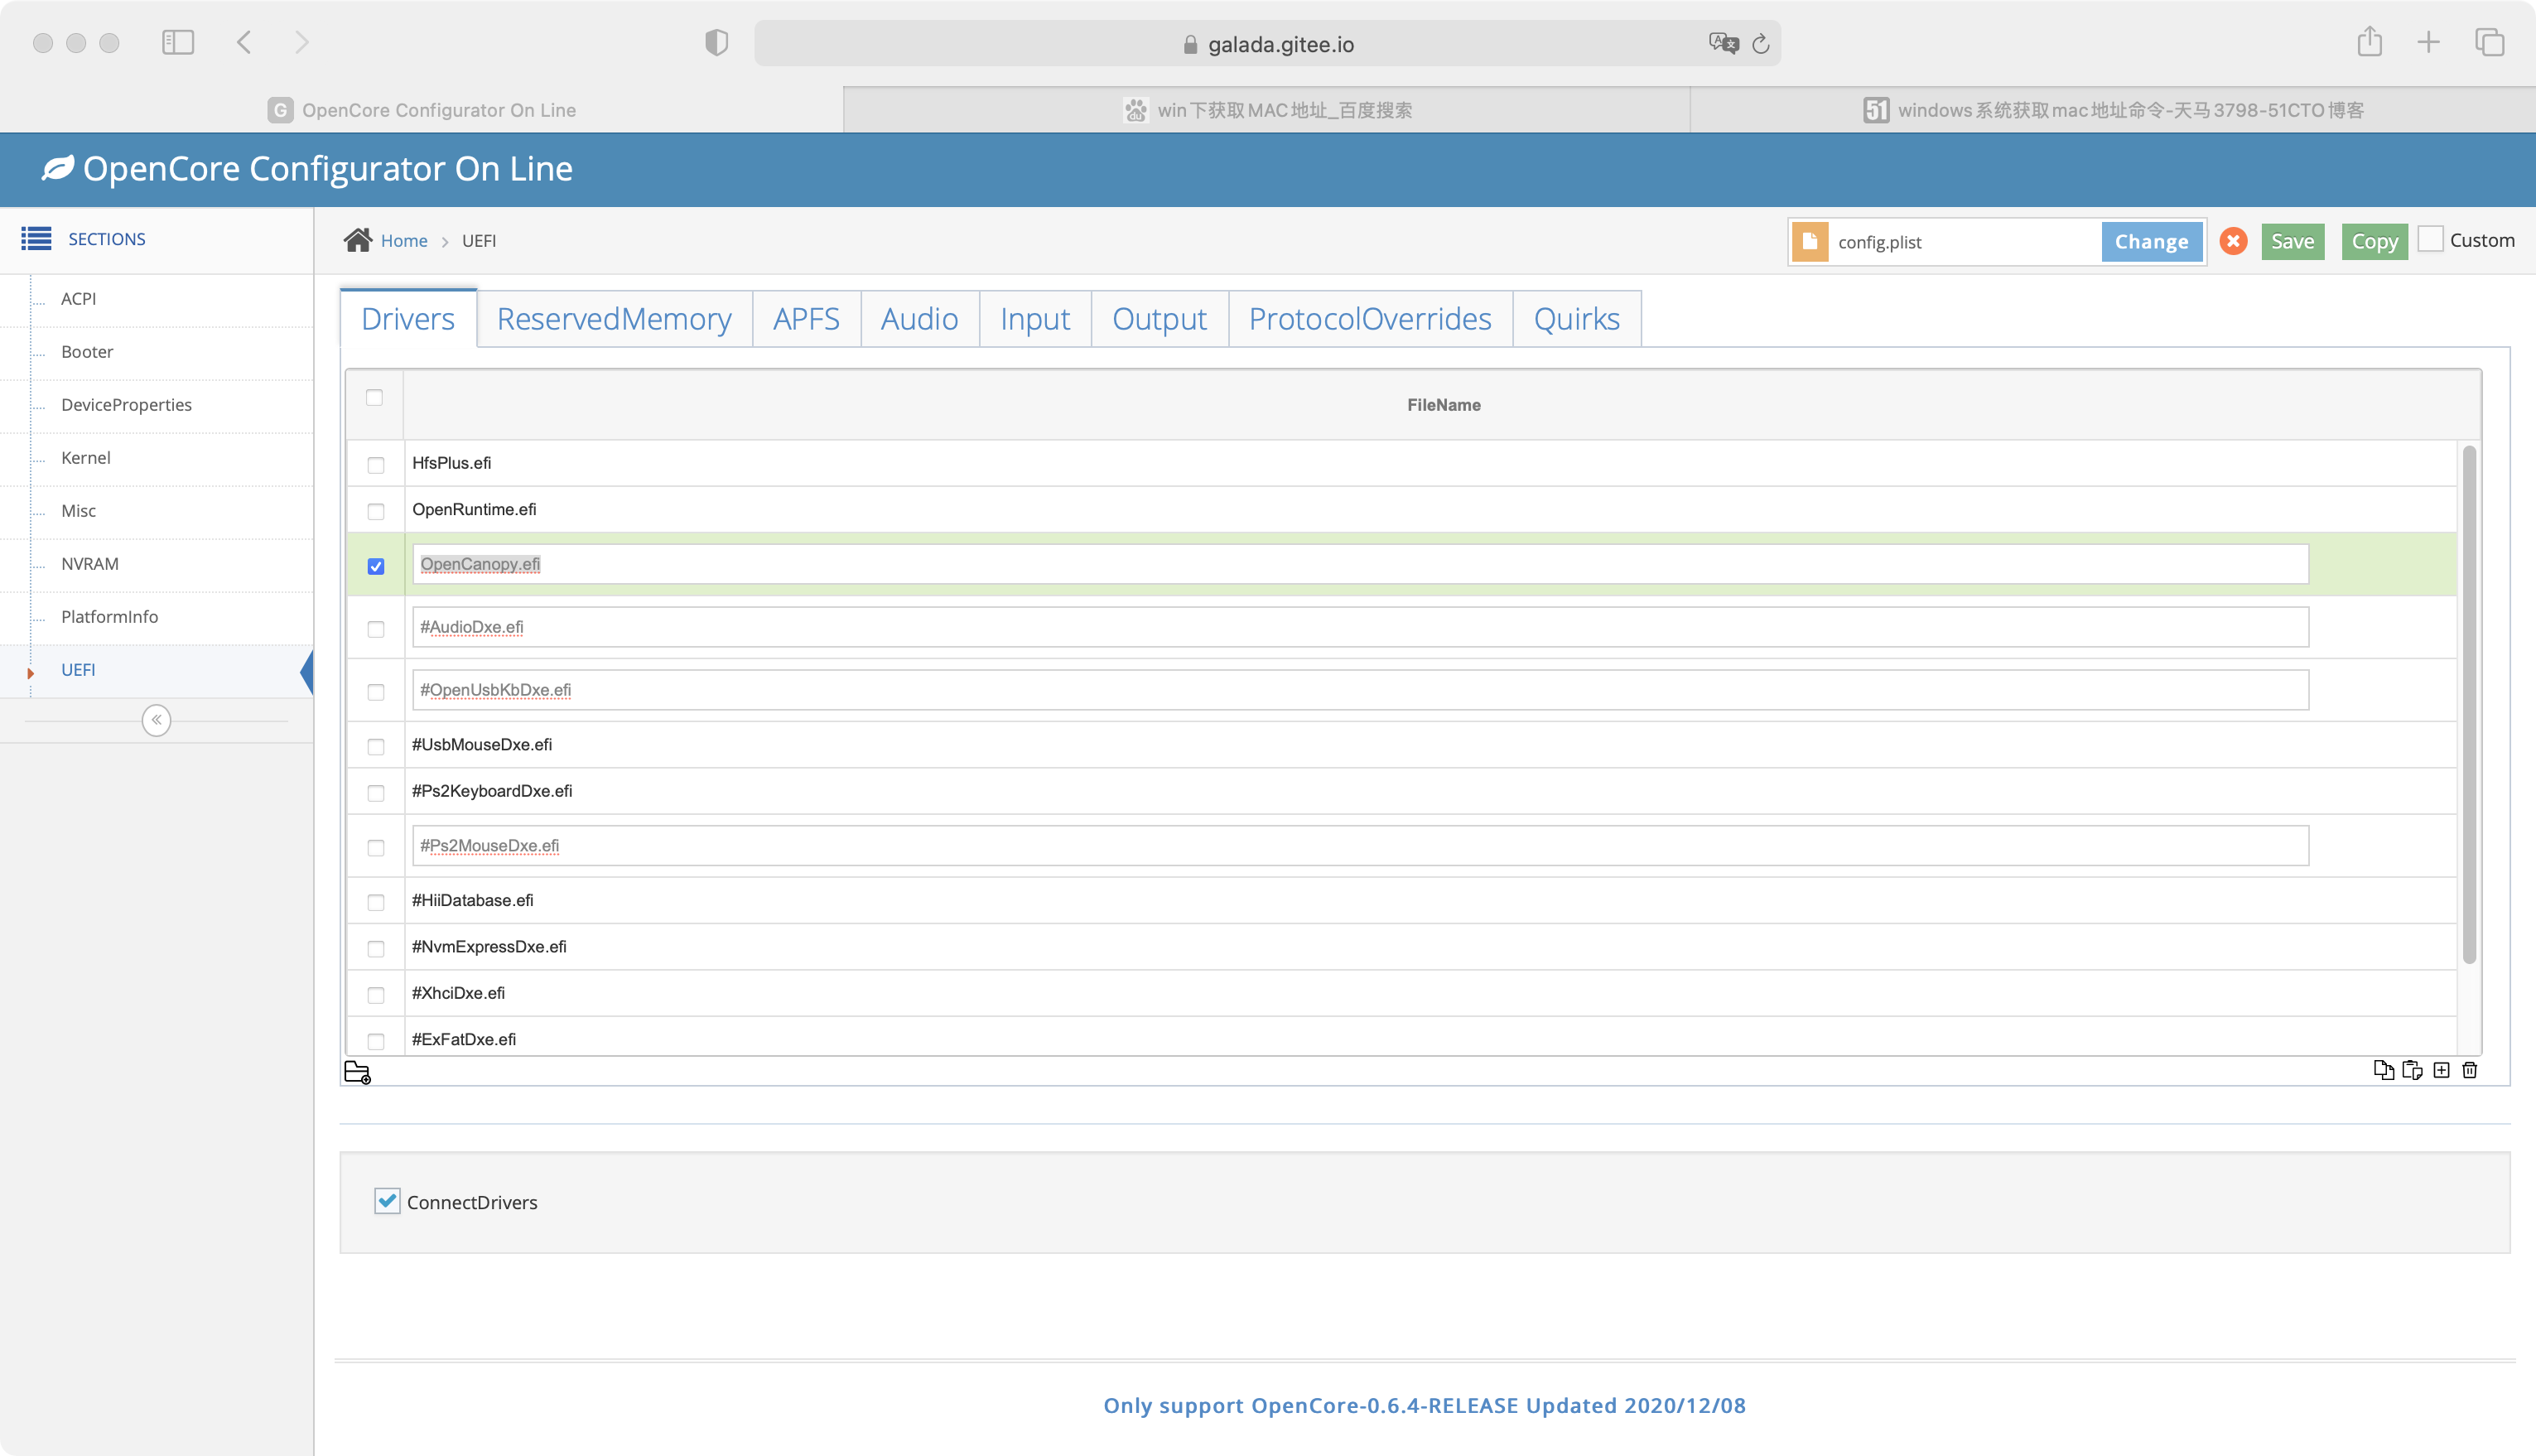 galada.gitee.io
G OpenCore Configurator On Line
du win下获取MAC地址_百度搜索
51 windows系统获取mac地址命令-天马3798-51CTO博客
OpenCore Configurator On Line
SECTIONS
Home > UEFI
config.plist Change Save Copy Custom
ACPI
Booter
DeviceProperties
Kernel
Misc
NVRAM
PlatformInfo
UEFI
Drivers ReservedMemory APFS Audio Input Output ProtocolOverrides Quirks
FileName
HfsPlus.efi
OpenRuntime.efi
OpenCanopy.efi
#AudioDxe.efi
#OpenUsbKbDxe.efi
#UsbMouseDxe.efi
#Ps2KeyboardDxe.efi
#Ps2MouseDxe.efi
#HiiDatabase.efi
#NvmExpressDxe.efi
#XhciDxe.efi
#ExFatDxe.efi
ConnectDrivers
Only support OpenCore-0.6.4-RELEASE Updated 2020/12/08